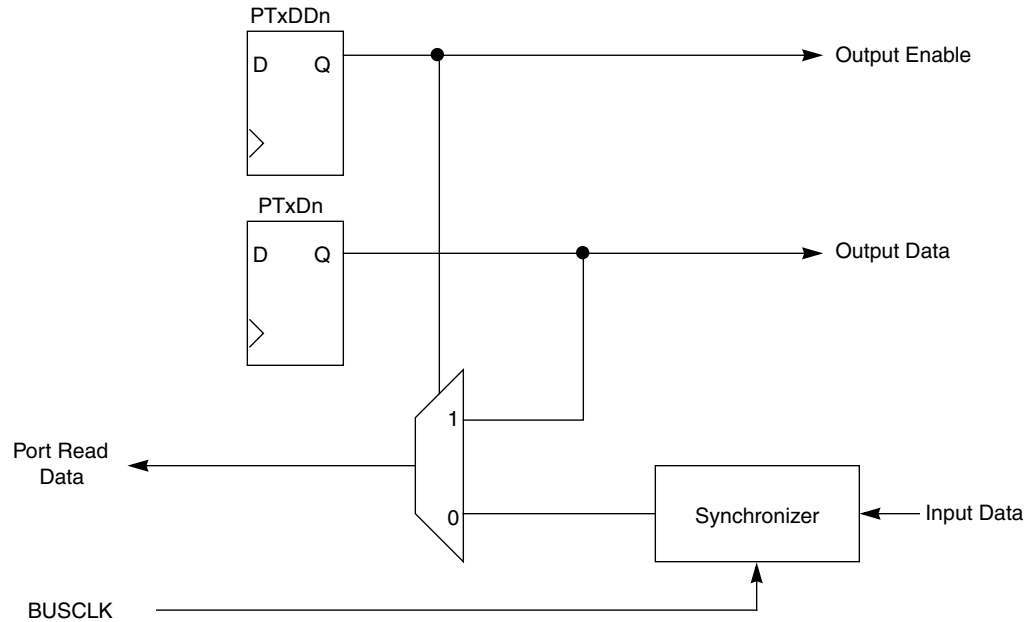 PTxDDn
D Q
Output Enable
PTxDn
D Q
Output Data
1
Port Read
Data
0
Synchronizer
Input Data
BUSCLK